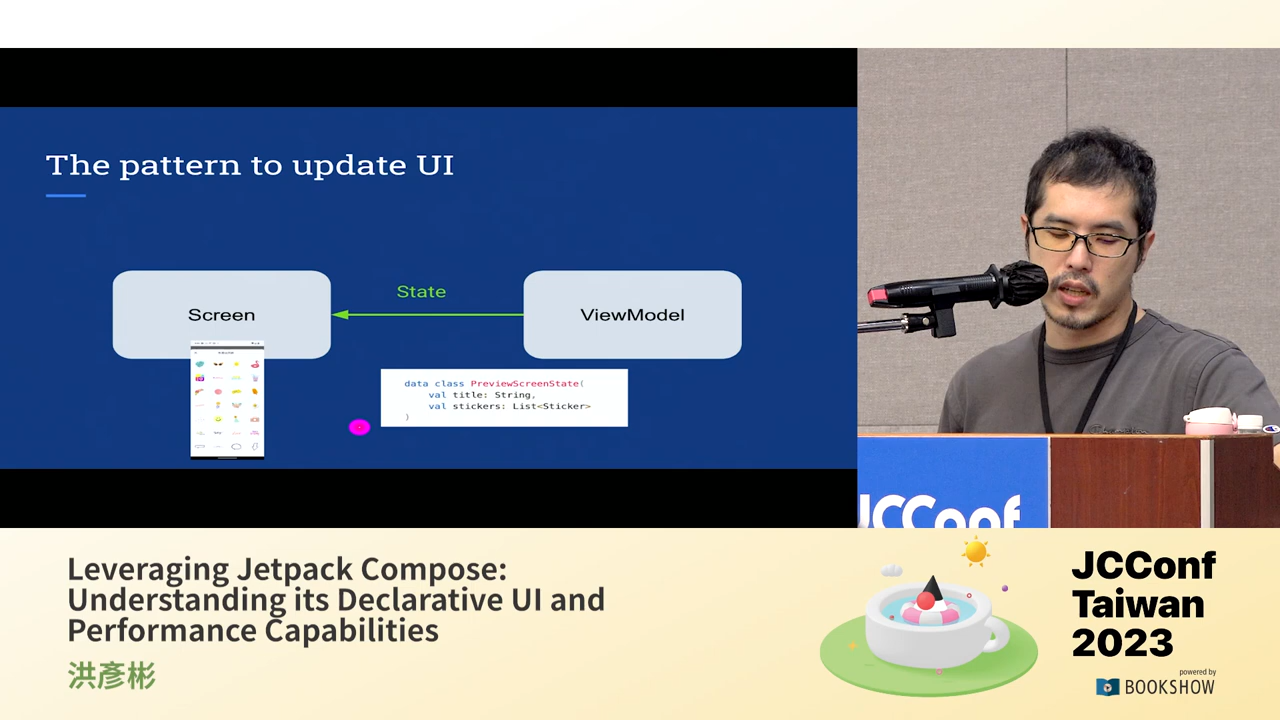 The pattern to update UI
State
Screen
ViewModel
data class PreviewScreenState(
val title: String,
val stickers: List<Sticker>
)
JCConf
Leveraging Jetpack Compose:
Understanding its Declarative UI and
Performance Capabilities
洪彥彬
JCConf
Taiwan
2023
powered by
BOOKSHOW